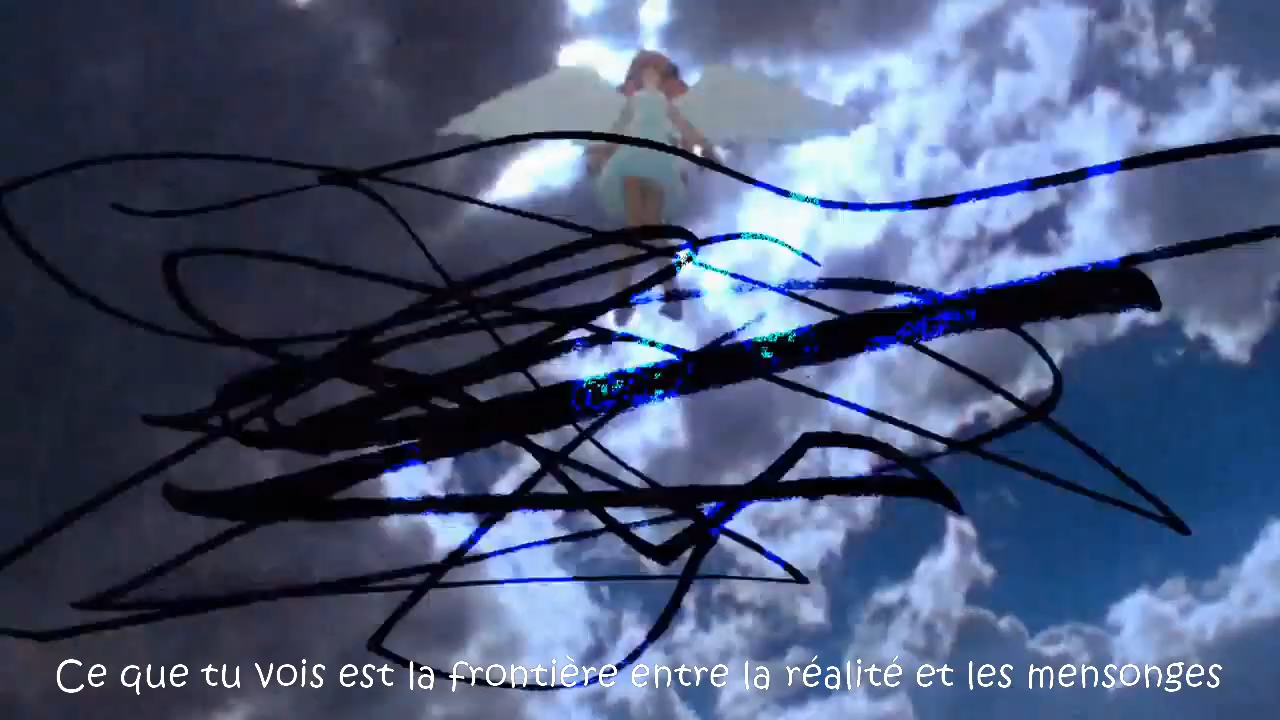 Ce que tu vois est la frontière entre la réalité et les mensonges